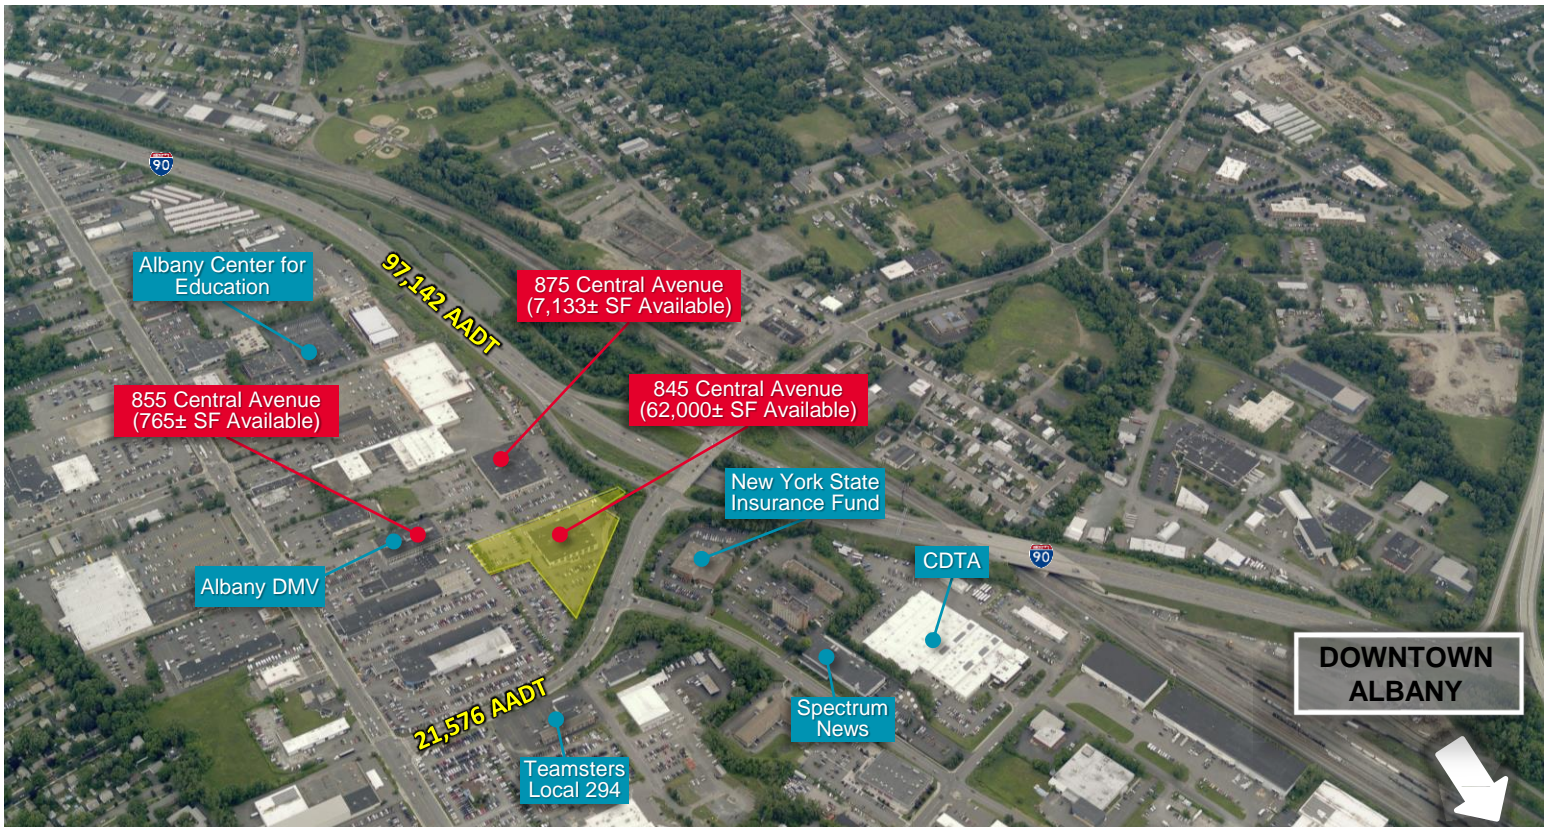 90
Albany Center for
Education
97,142 AADT
875 Central Avenue
(7,133± SF Available)
855 Central Avenue
(765± SF Available)
845 Central Avenue
(62,000± SF Available)
New York State
Insurance Fund
CDTA
90
Albany DMV
DOWNTOWN
ALBANY
21,576 AADT
Spectrum
News
Teamsters
Local 294